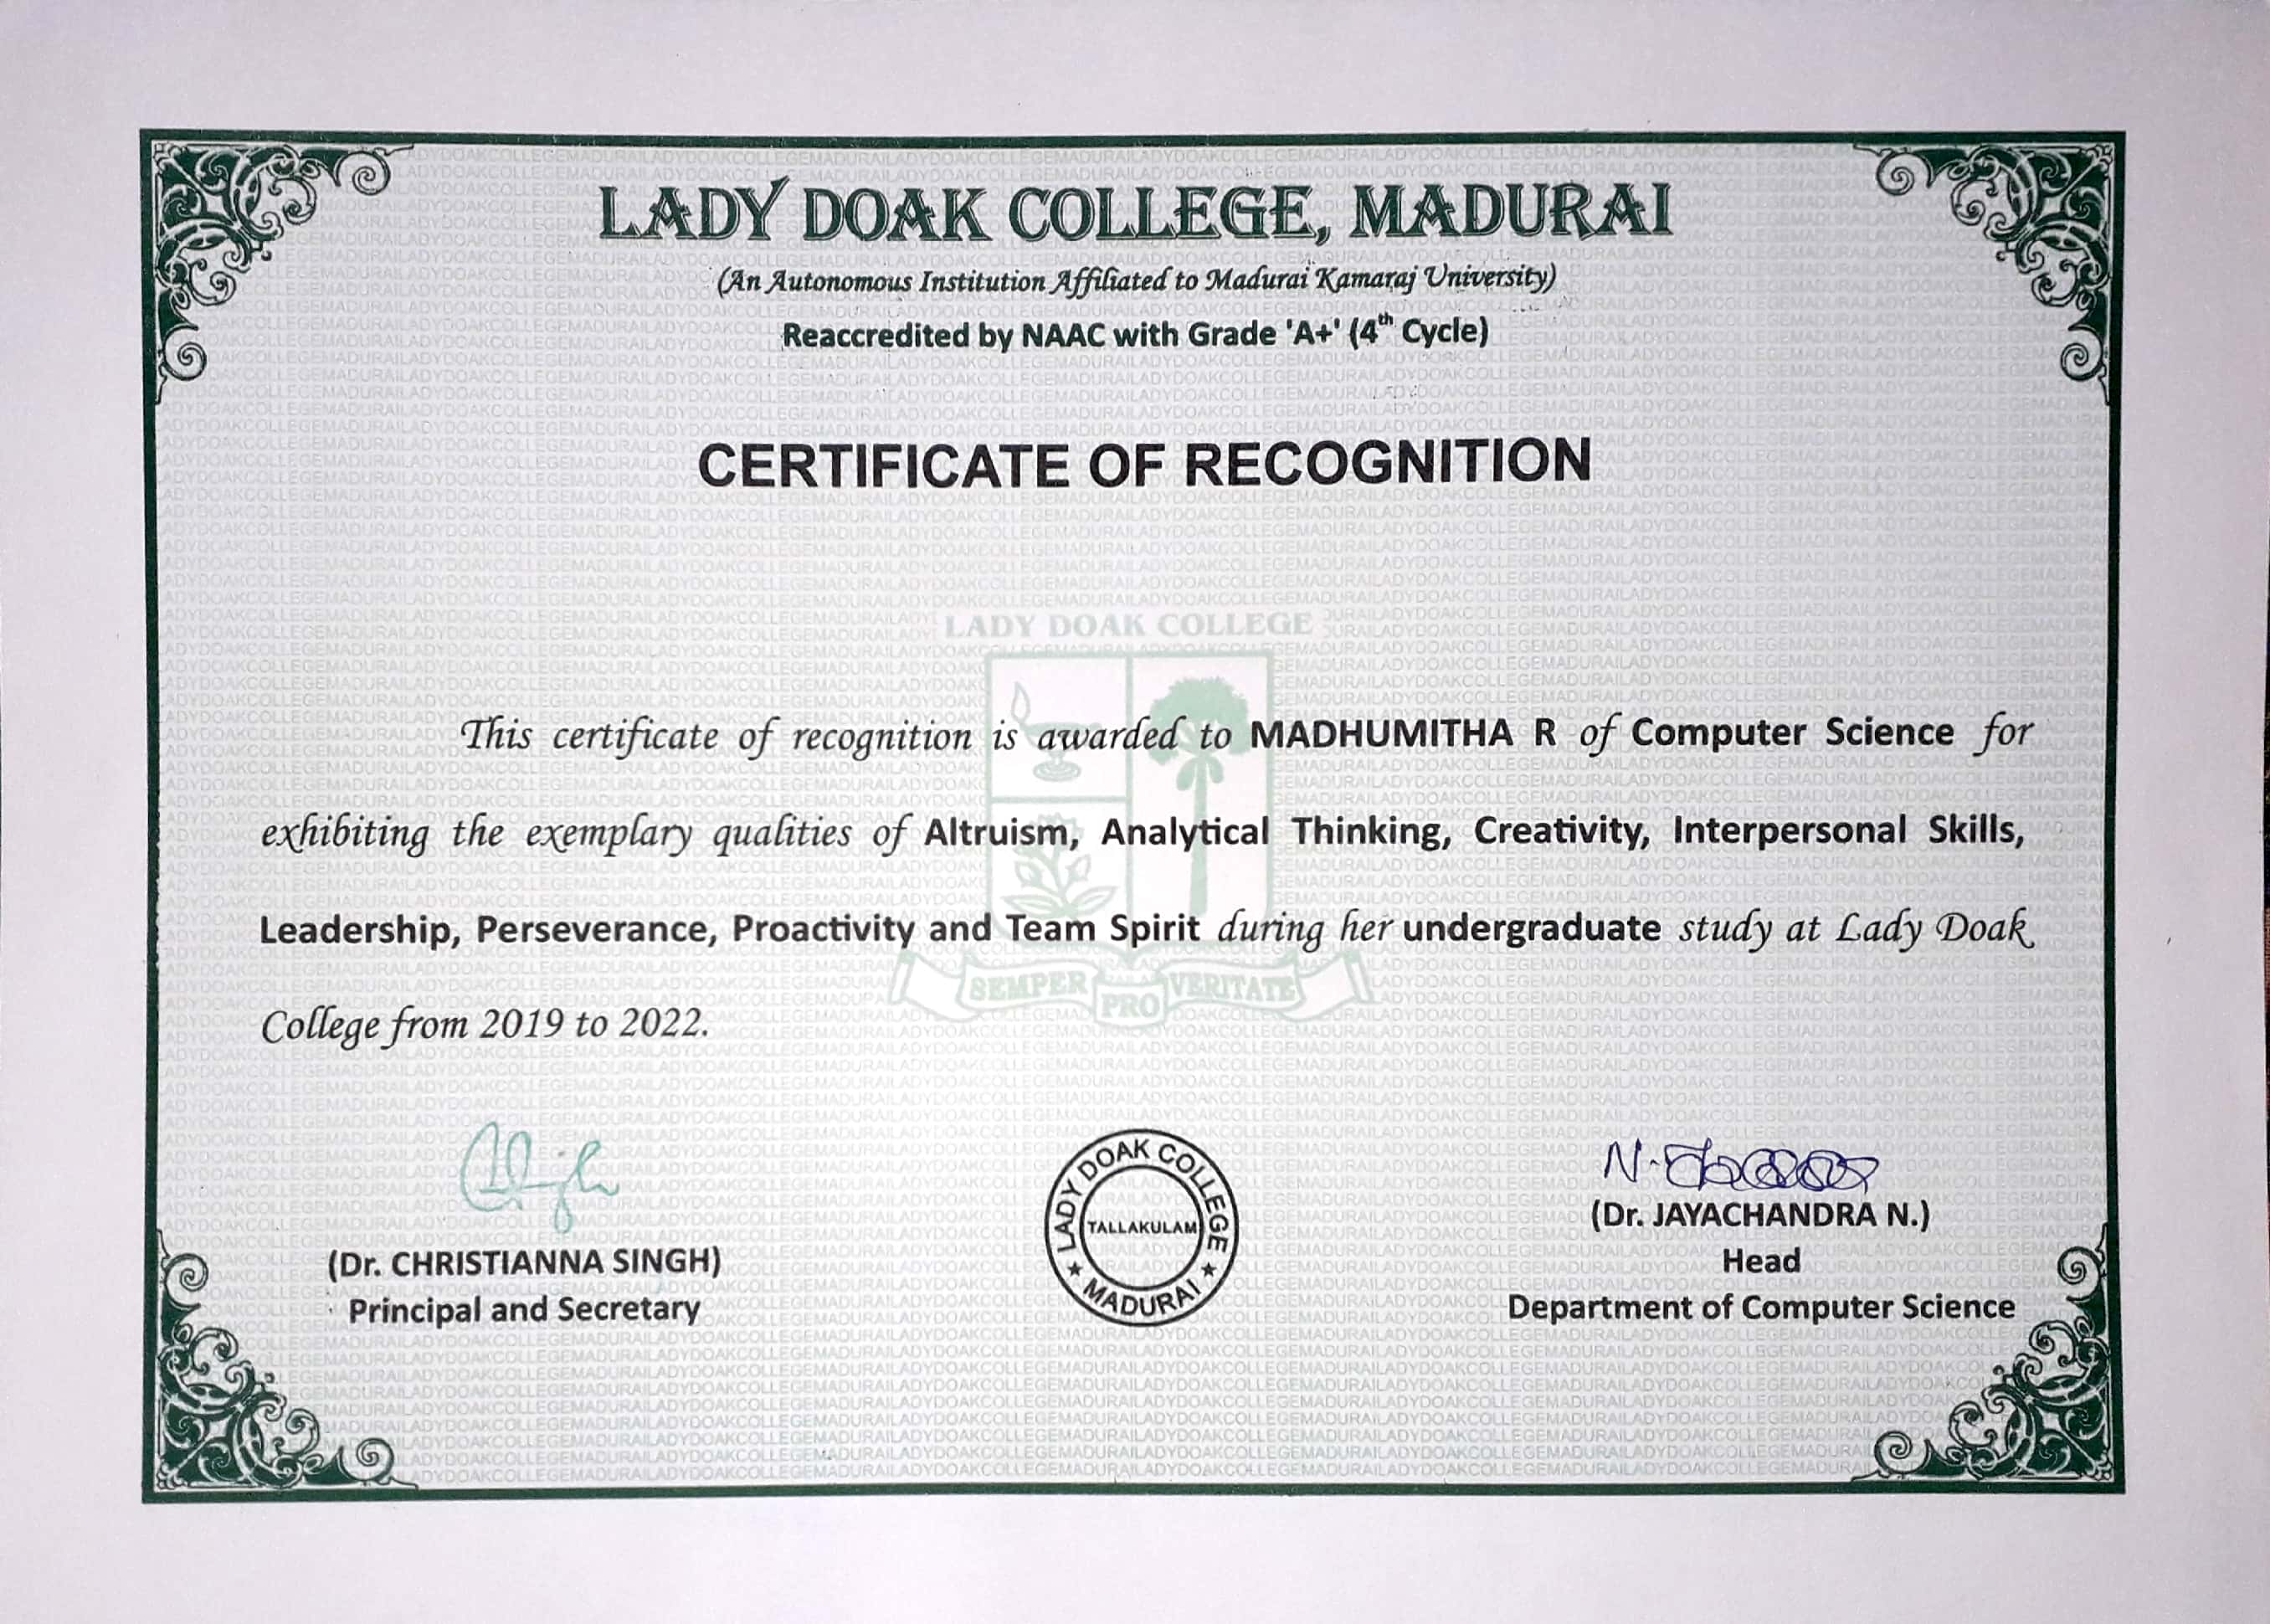 LADY DOAK COLLEGE, MADURAI
(An Autonomous Institution Affiliated to Madurai Kamaraj University)
Reaccredited by NAAC with Grade 'A+' (4th Cycle)
CERTIFICATE OF RECOGNITION
LADY DOAK COLLEGE
This certificate of recognition is awarded to MADHUMITHA R of Computer Science for
exhibiting the exemplary qualities of Altruism, Analytical Thinking, Creativity, Interpersonal Skills,
Leadership, Perseverance, Proactivity and Team Spirit during her undergraduate study at Lady Doak
SEMPER PRO VERITATE
College from 2019 to 2022.
LADY DOAK COLLEGE
TALLAKULAM
★ MADURAI ★
(Dr. CHRISTIANNA SINGH)
Principal and Secretary
(Dr. JAYACHANDRA N.)
Head
Department of Computer Science